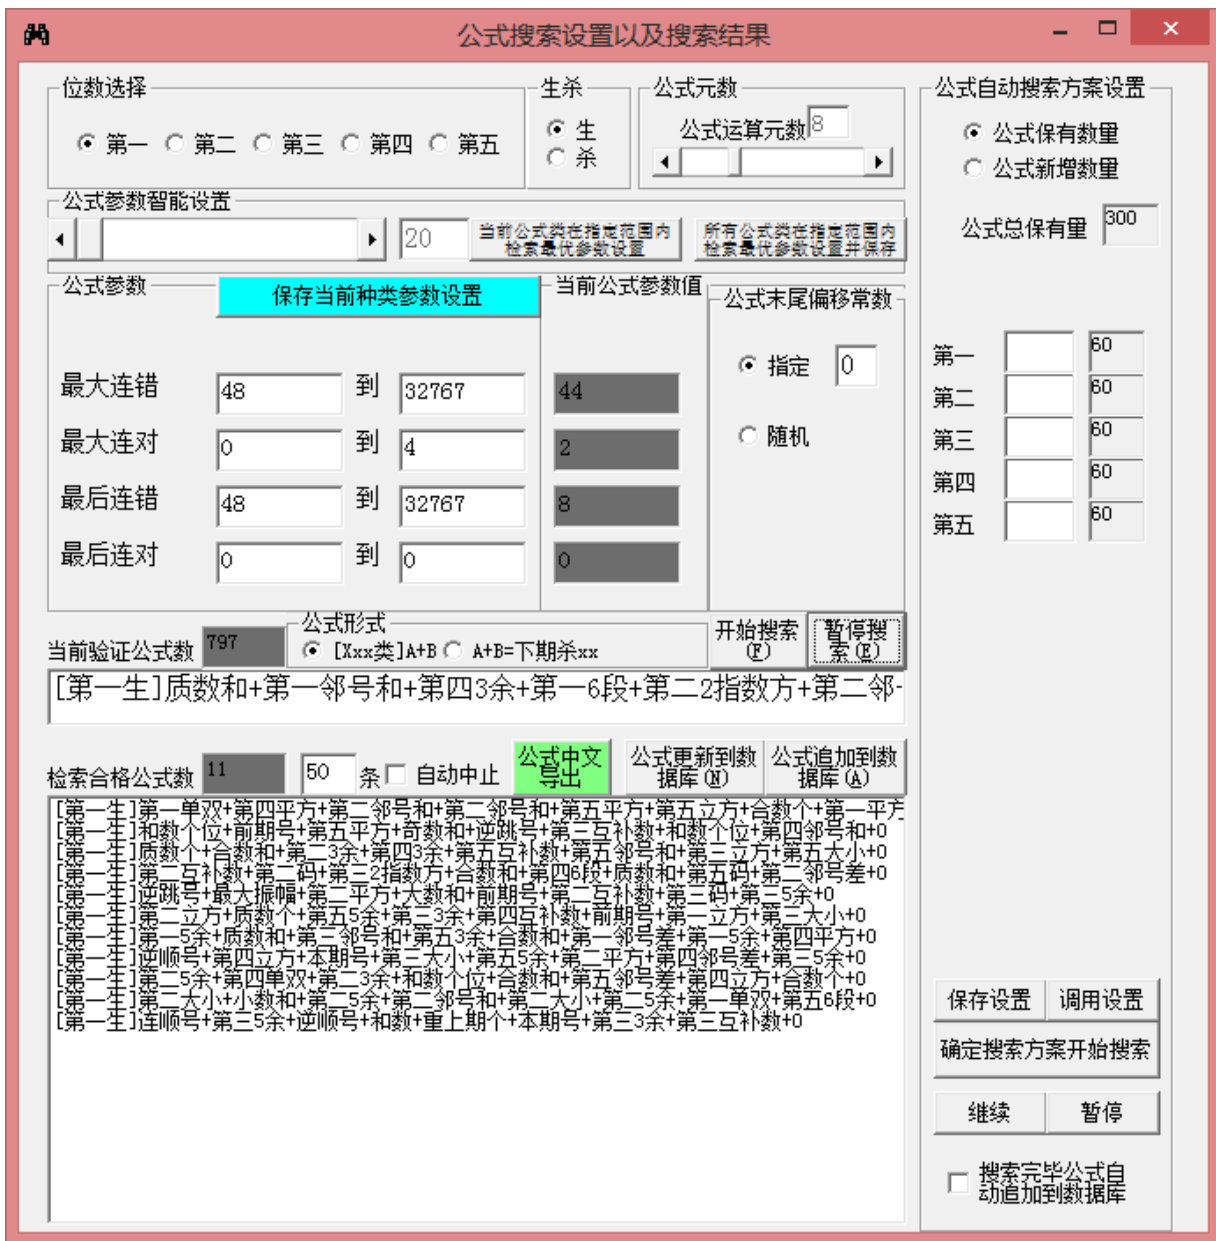 公式搜索设置以及搜索结果
位数选择
第一 第二 第三 第四 第五
生杀
生
杀
公式元数
公式运算元数 8
公式参数智能设置
20
当前公式类在指定范围内
检索最优参数设置
所有公式类在指定范围内
检索最优参数设置并保存
公式参数
保存当前种类参数设置
当前公式参数值
最大连错 48 到 32767 44
最大连对 0 到 4 2
最后连错 48 到 32767 8
最后连对 0 到 0 0
公式末尾偏移常数
指定 0
随机
当前验证公式数 797
公式形式
[Xxx类]A+B A+B=下期杀xx
开始搜索
(F)
暂停搜
索(E)
[第一生]质数和+第一邻号和+第四3余+第一6段+第二2指数方+第二邻-
检索合格公式数 11 50 条 自动中止
公式中文
导出
公式更新到数
据库(N)
公式追加到数
据库(A)
[第一生]第一单双+第四平方+第二邻号和+第二邻号和+第五平方+第五立方+合数个+第一平方
[第一生]和数个位+前期号+第五平方+奇数和+逆跳号+第三互补数+和数个位+第四邻号和+0
[第一生]质数个+合数和+第二3余+第四3余+第五互补数+第五邻号和+第三立方+第五大小+0
[第一生]第二互补数+第二码+第三2指数方+合数和+第四6段+质数和+第五码+第二邻号差+0
[第一生]逆跳号+最大振幅+第二平方+大数和+前期号+第二互补数+第三码+第三5余+0
[第一生]第二立方+质数个+第五5余+第三3余+第四互补数+前期号+第一立方+第三大小+0
[第一生]第一5余+质数和+第三邻号和+第五3余+合数和+第一邻号差+第一5余+第四平方+0
[第一生]逆顺号+第四立方+本期号+第三大小+第五5余+第二平方+第四邻号差+第三5余+0
[第一生]第二5余+第四单双+第二3余+和数个位+合数和+第五邻号差+第四立方+合数个+0
[第一生]第二大小+小数和+第二5余+第二邻号和+第二大小+第二5余+第一单双+第五6段+0
[第一生]连顺号+第三5余+逆顺号+和数+重上期个+本期号+第三3余+第三互补数+0
公式自动搜索方案设置
公式保有数量
公式新增数量
公式总保有量 300
第一 60
第二 60
第三 60
第四 60
第五 60
保存设置 调用设置
确定搜索方案开始搜索
继续 暂停
搜索完毕公式自
动追加到数据库